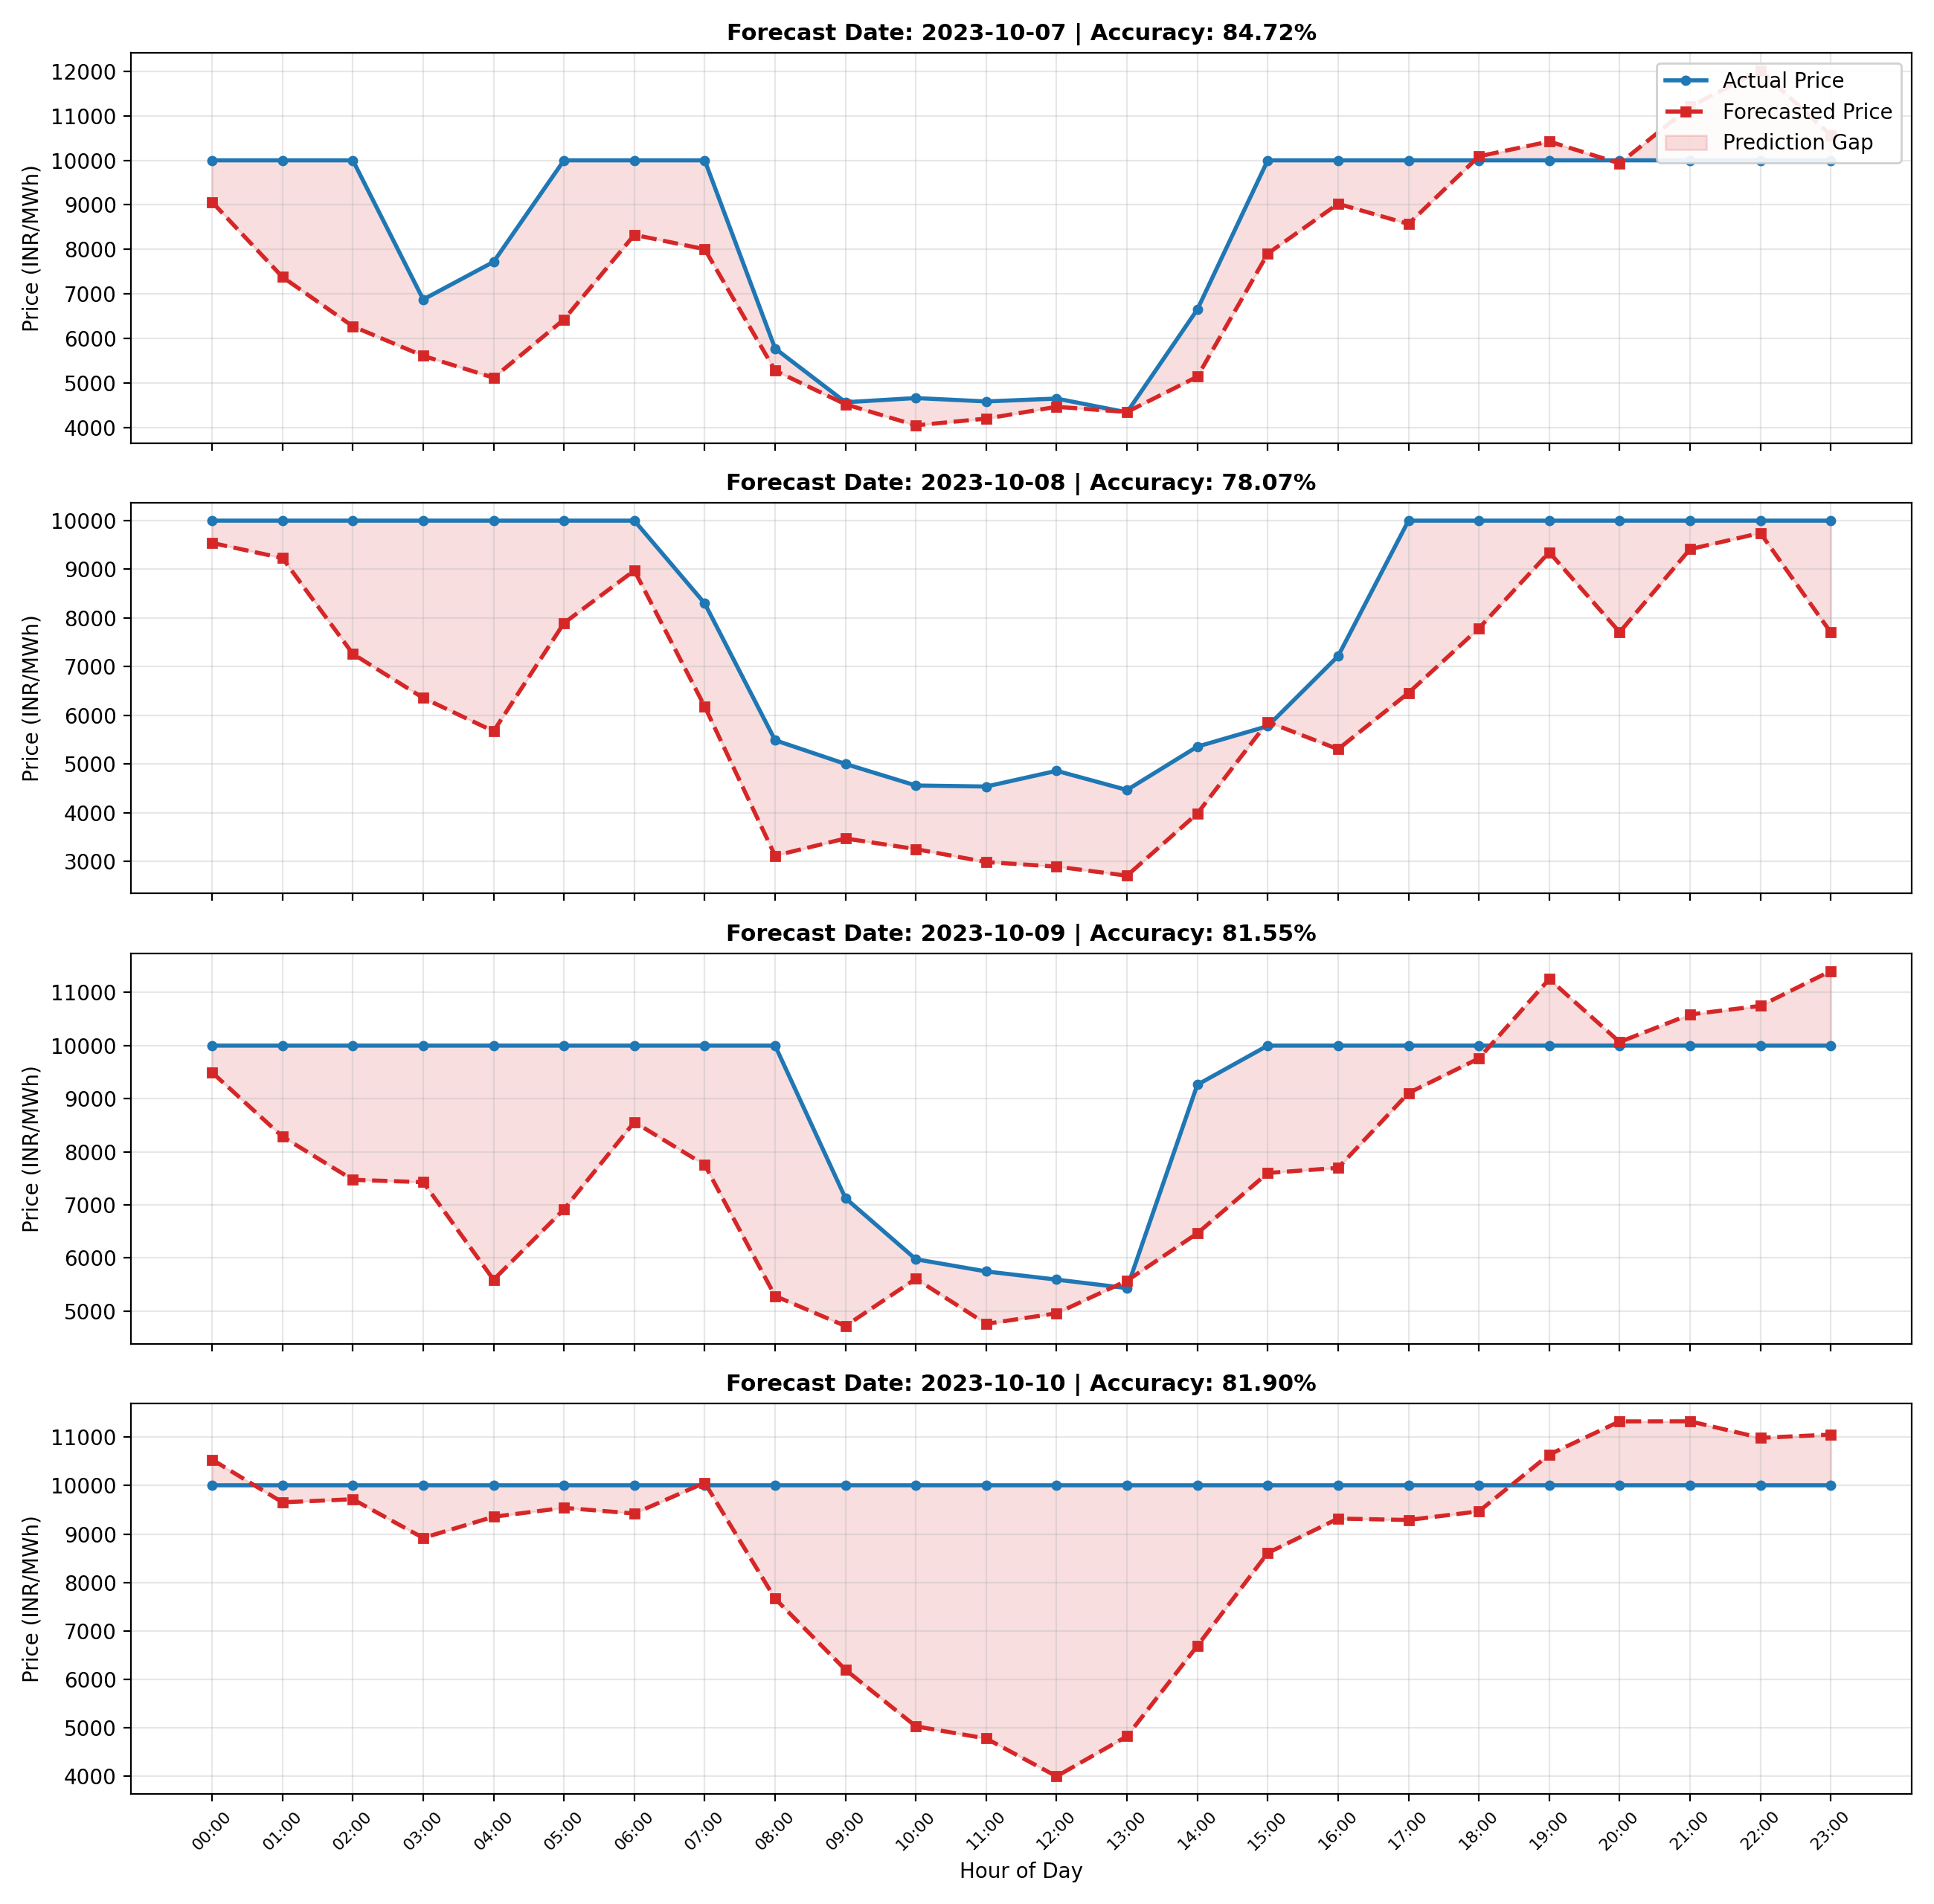 Forecast Date: 2023-10-07 | Accuracy: 84.72%
12000
11000
10000
9000
8000
7000
6000
5000
4000
Price (INR/MWh)
Actual Price
Forecasted Price
Prediction Gap
Forecast Date: 2023-10-08 | Accuracy: 78.07%
10000
9000
8000
7000
6000
5000
4000
3000
Price (INR/MWh)
Forecast Date: 2023-10-09 | Accuracy: 81.55%
11000
10000
9000
8000
7000
6000
5000
Price (INR/MWh)
Forecast Date: 2023-10-10 | Accuracy: 81.90%
11000
10000
9000
8000
7000
6000
5000
4000
Price (INR/MWh)
00:00 01:00 02:00 03:00 04:00 05:00 06:00 07:00 08:00 09:00 10:00 11:00 12:00 13:00 14:00 15:00 16:00 17:00 18:00 19:00 20:00 21:00 22:00 23:00
Hour of Day